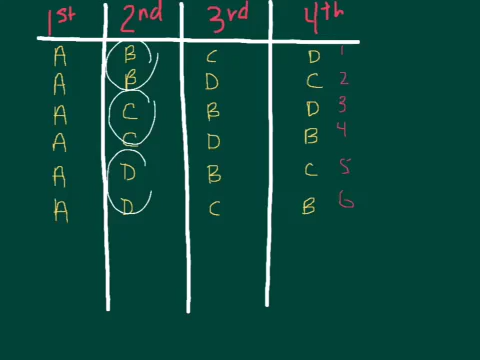 1st 2nd 3rd 4th
A B C D 1
A B D C 2
A C B D 3
A C D B 4
A D B C 5
A D C B 6